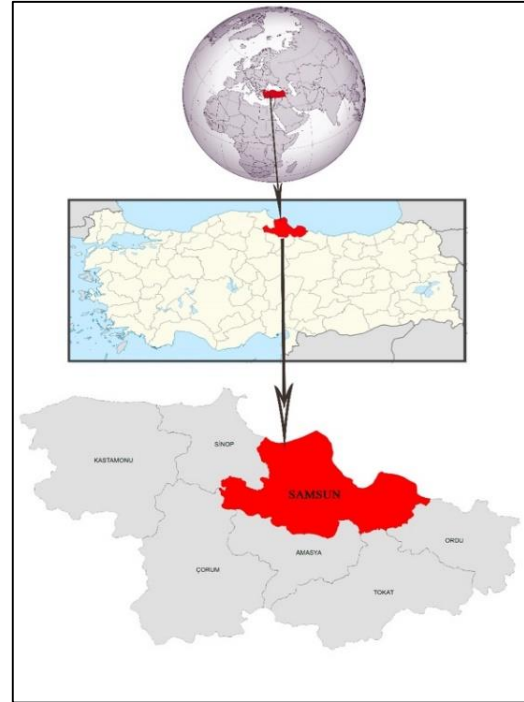 SİNOP
KASTAMONU
SAMSUN
ORDU
AMASYA
ÇORUM
TOKAT